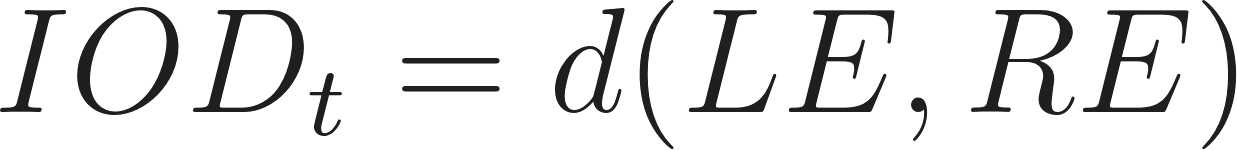 IOD_t = d(LE, RE)